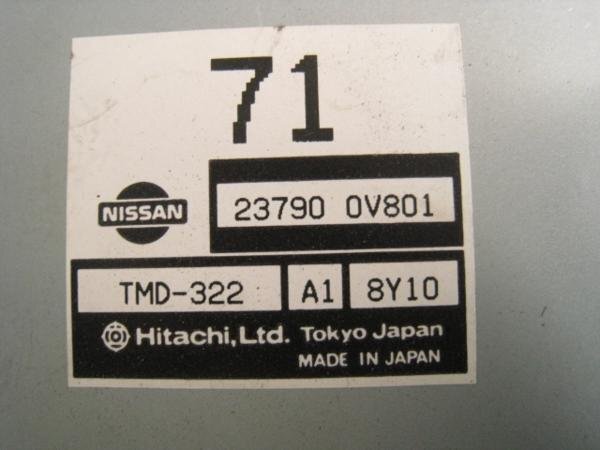 71
NISSAN
23790 0V801
TMD-322 A1 8Y10
Hitachi, Ltd. Tokyo Japan
MADE IN JAPAN